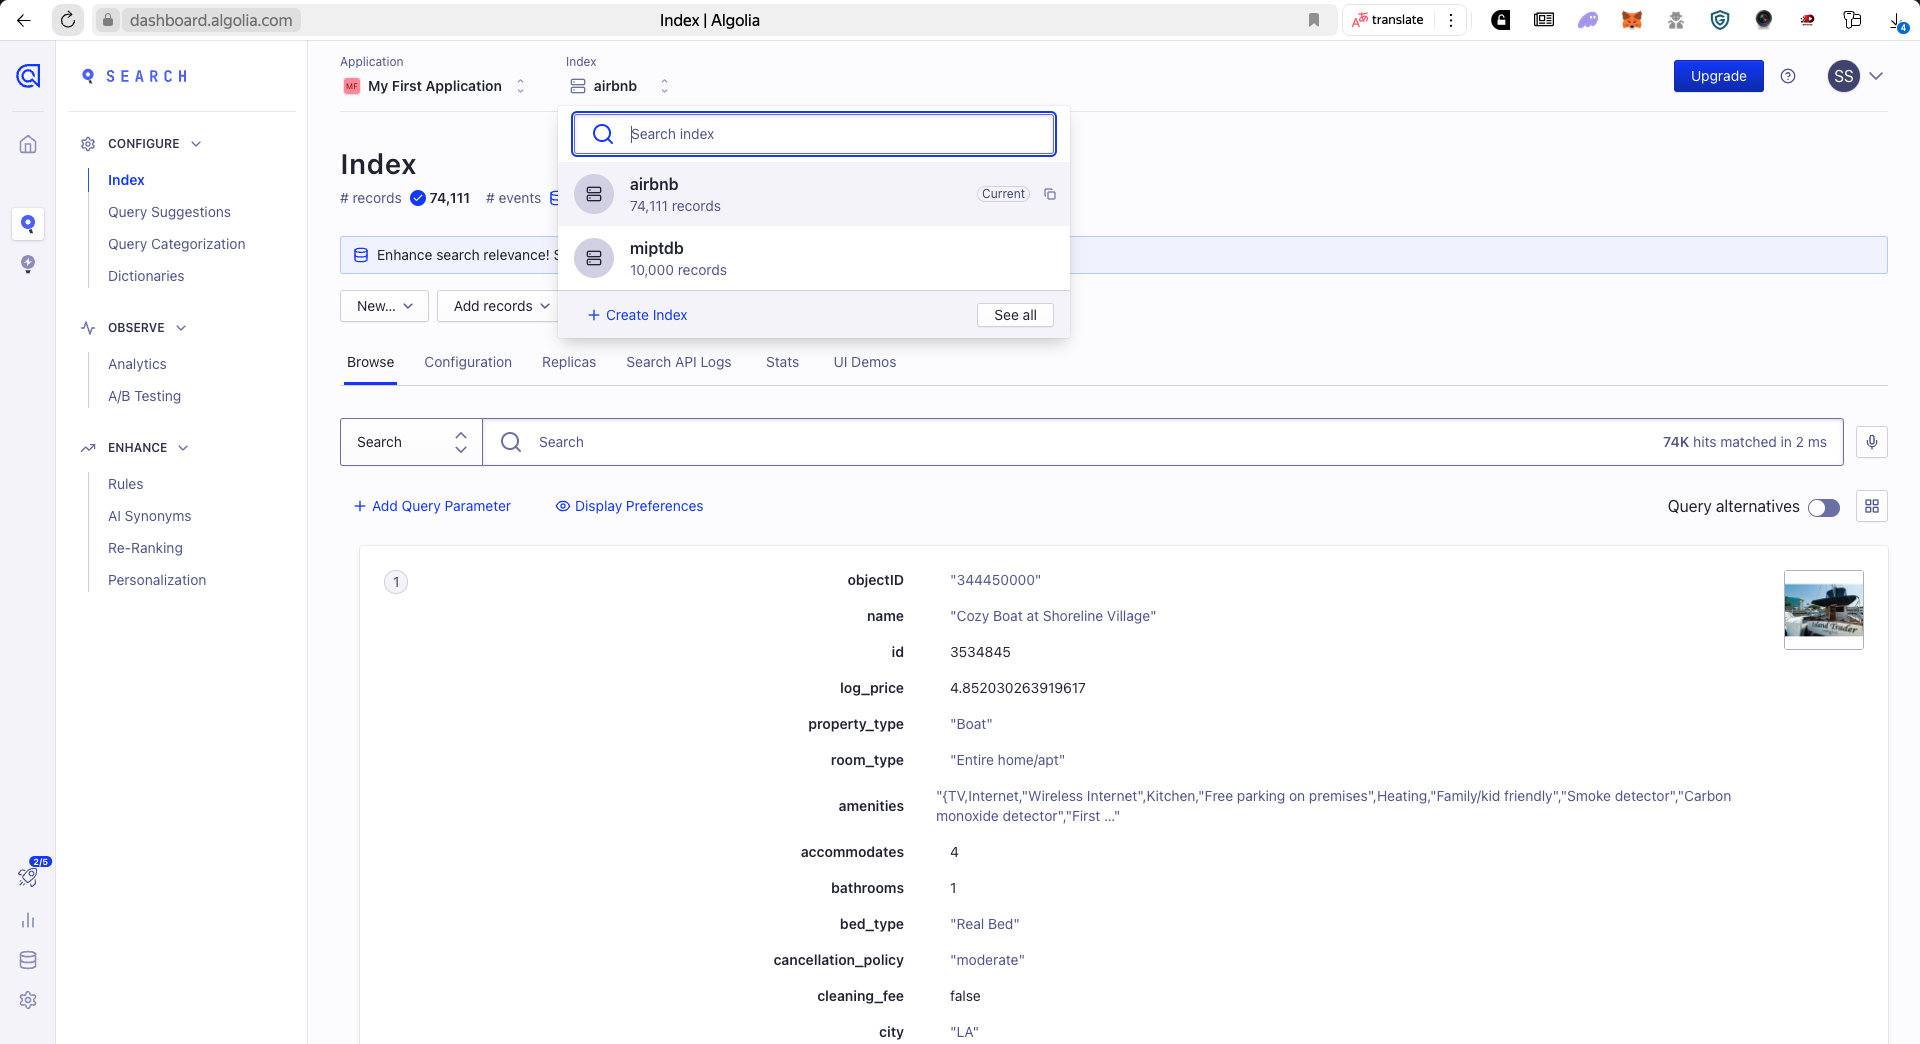 dashboard.algolia.com
Index | Algolia
translate
4
SEARCH
Application
MF
My First Application
Index
airbnb
Upgrade
SS
Search index
airbnb
74,111 records
Current
miptdb
10,000 records
+ Create Index
See all
CONFIGURE
Index
Query Suggestions
Query Categorization
Dictionaries
OBSERVE
Analytics
A/B Testing
ENHANCE
Rules
AI Synonyms
Re-Ranking
Personalization
2/5
Index
# records
74,111
# events
Enhance search relevance! S
New...
Add records
Browse
Configuration
Replicas
Search API Logs
Stats
UI Demos
Search
Search
74K hits matched in 2 ms
+ Add Query Parameter
Display Preferences
Query alternatives
1
objectID "344450000"
name "Cozy Boat at Shoreline Village"
id 3534845
log_price 4.852030263919617
property_type "Boat"
room_type "Entire home/apt"
amenities "{TV,Internet,"Wireless Internet",Kitchen,"Free parking on premises",Heating,"Family/kid friendly","Smoke detector","Carbon
monoxide detector","First ..."
accommodates 4
bathrooms 1
bed_type "Real Bed"
cancellation_policy "moderate"
cleaning_fee false
city "LA"
Island Trader